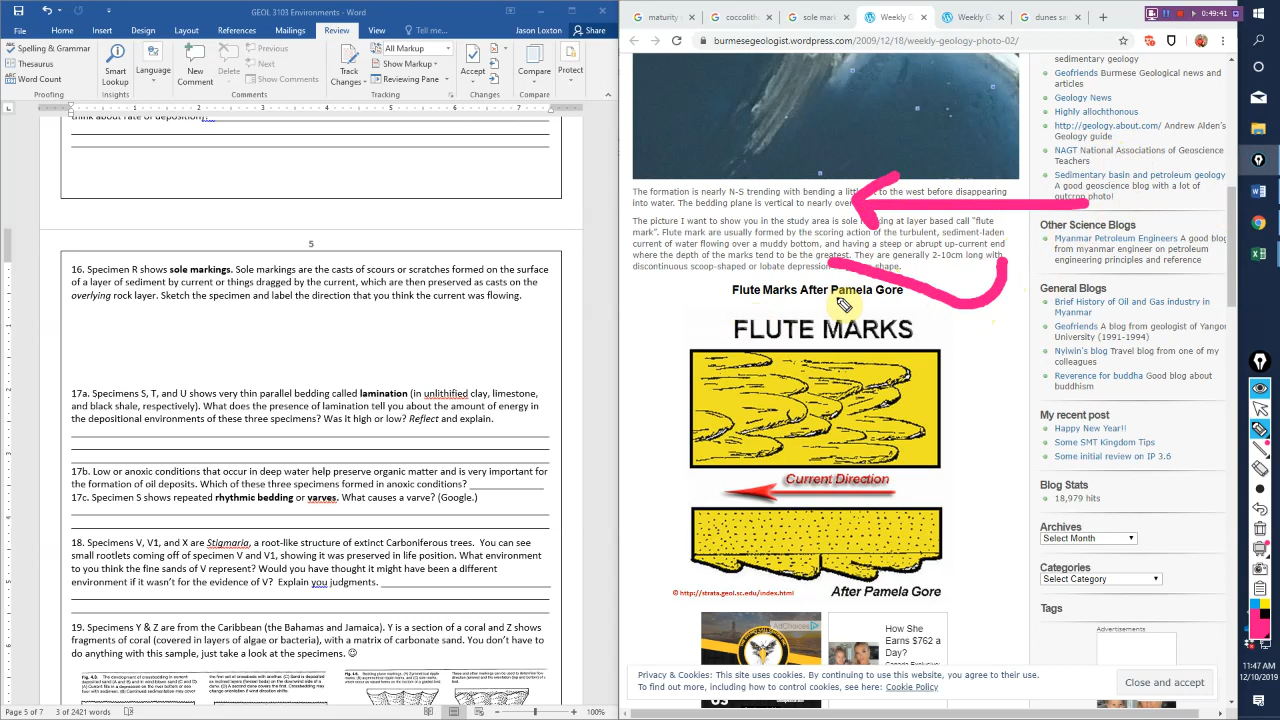 GEOL 3103 Environments - Word
Jason Loxton
Share
File Home Insert Design Layout References Mailings Review View Tell me...
Spelling & Grammar
Thesaurus
Word Count
Proofing
Smart Lookup
Insights
Language
New Comment
Delete
Previous
Next
Show Comments
Comments
Track Changes
All Markup
Show Markup
Reviewing Pane
Tracking
Accept
Changes
Compare
Compare
Protect
think about rate of deposition)?
5
16. Specimen R shows sole markings. Sole markings are the casts of scours or scratches formed on the surface
of a layer of sediment by current or things dragged by the current, which are then preserved as casts on the
overlying rock layer. Sketch the specimen and label the direction that you think the current was flowing.
17a. Specimens S, T, and U shows very thin parallel bedding called lamination (in unlithified clay, limestone,
and black shale, respectively). What does the presence of lamination tell you about the amount of energy in
the depositional environments of these three specimens? Was it high or low? Reflect and explain.
17b. Low or anoxic conditions that occur in deep water help preserve organic matter and is very important for
the formation of oil deposits. Which of these three specimens formed in anoxic conditions?
17c. Specimen S has repeated rhythmic bedding or varves. What causes a varve? (Google.)
18. Specimens V, V1, and X are Stigmaria, a root-like structure of extinct Carboniferous trees. You can see
small rootlets coming off of specimen V and V1, showing it was preserved in life position. What environment
to you think the fine sands of V represent? Would you have thought it might have been a different
environment if it wasn't for the evidence of V? Explain you judgments.
19. Specimens Y & Z are from the Caribbean (the Bahamas and Jamaica). Y is a section of a coral and Z shows
fragments of coral (covered in layers of algae or bacteria), with a matrix of carbonate sand. You don't have to
do anything with this sample, just take a look at the specimens.
Page 5 of 7 3 of 2421 words
100%
maturity
coccolith
sole mark
Weekly G
Weekly G
dunes sa
00:49:41
burmesegeologist.wordpress.com/2009/12/18/weekly-geology-photo-02/
The formation is nearly N-S trending with bending a to the west before disappearing
into water. The bedding plane is vertical to nearly
The picture I want to show you in the study area is sole at layer based call "flute
mark". Flute mark are usually formed by the scoring action of the turbulent, sediment-laden
current of water flowing over a muddy bottom, and having a steep or abrupt up-current end
where the depth of the marks tend to be the greatest. They are generally 2-10cm long with
discontinuous scoop-shaped or lobate depression shape.
Flute Marks After Pamela Gore
FLUTE MARKS
Current Direction
© http://strata.geol.sc.edu/index.html
After Pamela Gore
AdChoices
How She
Earns $762 a
Day?
sedimentary geology
Geofriends Burmese Geological news and
articles
Geology News
Highly allochthonous
http://geology.about.com/ Andrew Alden's
Geology guide
NAGT National Associations of Geoscience
Teachers
Sedimentary basin and petroleum geology
A good geoscience blog with a lot of
outcrop photo!
Other Science Blogs
Myanmar Petroleum Engineers A good blog
from myanmar with an emphasis on
engineering principles and reference
General Blogs
Brief History of Oil and Gas industry in
Myanmar
Geofriends A blog from geologist of Yangon
University (1991-1994)
Nyiwin's blog Travel blog from one of my
colleagues
Reverence for buddha Good blog about
buddhism
My recent post
Happy New Year!!
Some SMT Kingdom Tips
Some initial review on IP 3.6
Blog Stats
18,979 hits
Archives
Select Month
Categories
Select Category
Tags
Advertisements
Privacy & Cookies: This site uses cookies. By continuing to use this website, you agree to their use.
To find out more, including how to control cookies, see here: Cookie Policy
Close and accept
11:47 AM
12/10/2019